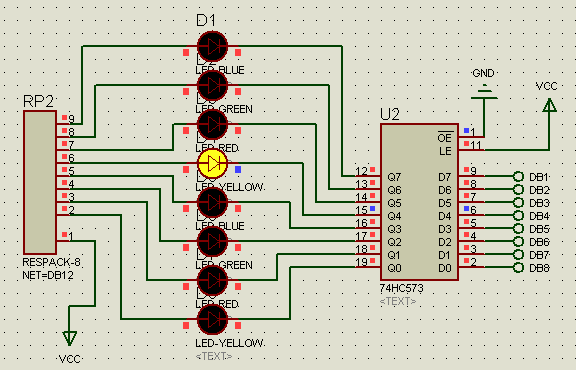 D1
LED-BLUE
LED-GREEN
LED-RED
LED-YELLOW
LED-BLUE
LED-GREEN
LED-RED
LED-YELLOW
<TEXT>
RP2
9
8
7
6
5
4
3
2
1
RESPACK-8
NET=DB12
VCC
GND
VCC
U2
OE 1
LE 11
12 Q7 D7 9 DB1
13 Q6 D6 8 DB2
14 Q5 D5 7 DB3
15 Q4 D4 6 DB4
16 Q3 D3 5 DB5
17 Q2 D2 4 DB6
18 Q1 D1 3 DB7
19 Q0 D0 2 DB8
74HC573
<TEXT>